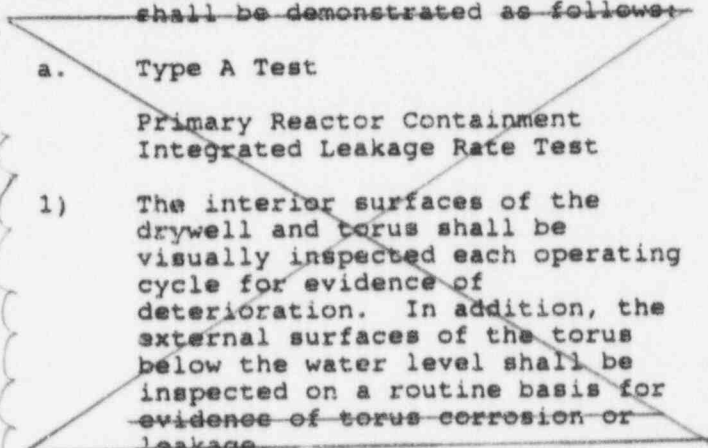 shall be demonstrated as follows:
a. Type A Test
Primary Reactor Containment
Integrated Leakage Rate Test
1) The interior surfaces of the
drywell and torus shall be
visually inspected each operating
cycle for evidence of
deterioration. In addition, the
external surfaces of the torus
below the water level shall be
inspected on a routine basis for
evidence of torus corrosion or
leakage.